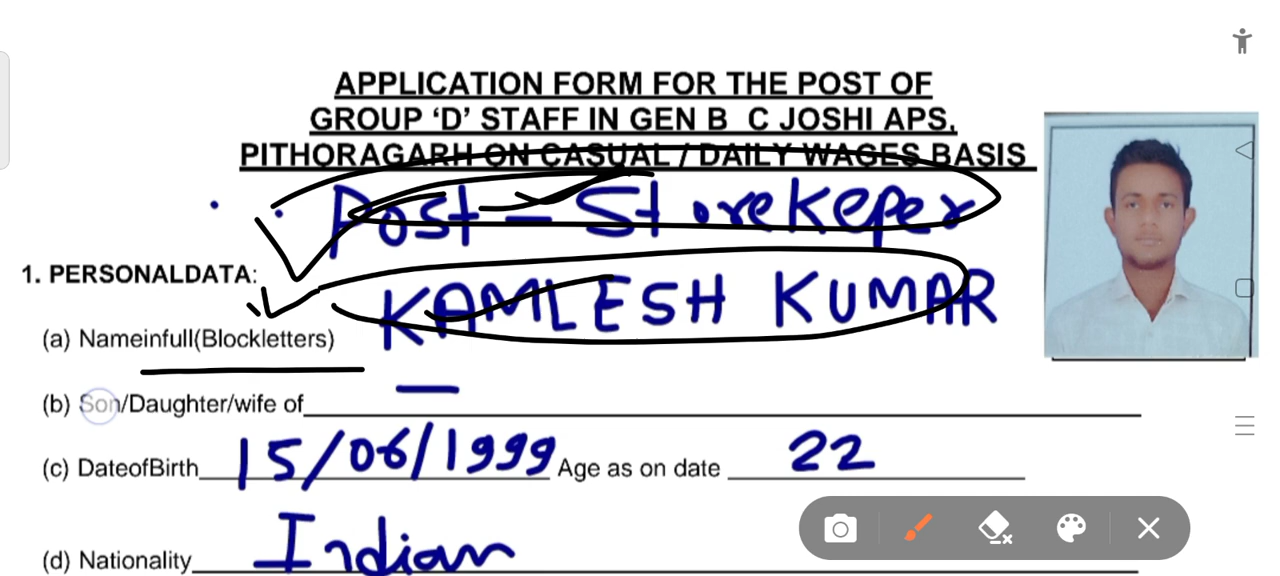 APPLICATION FORM FOR THE POST OF
GROUP ‘D’ STAFF IN GEN B C JOSHI APS,
PITHORAGARH ON CASUAL / DAILY WAGES BASIS
Post - Storekeper
1. PERSONALDATA:
(a) Nameinfull(Blockletters) KAMLESH KUMAR
(b) Son/Daughter/wife of
(c) DateofBirth 15/06/1999 Age as on date 22
(d) Nationality Indian